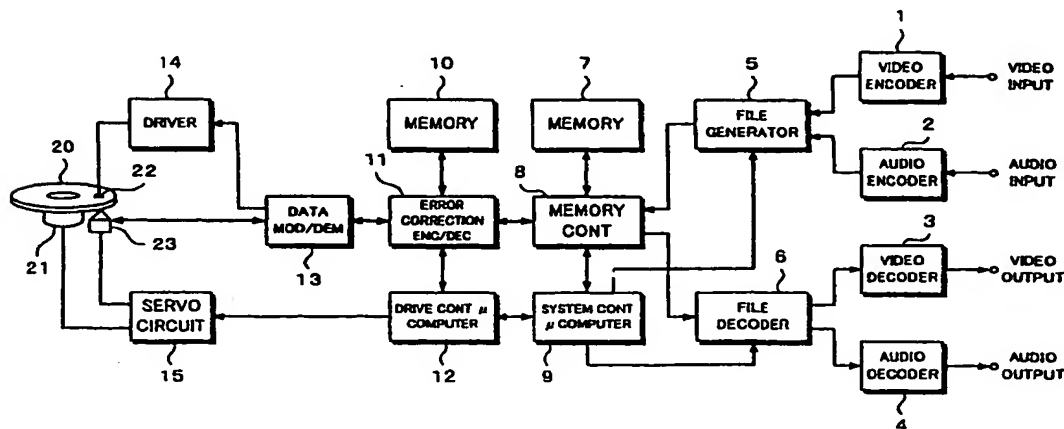 1
VIDEO
ENCODER
VIDEO
INPUT
2
AUDIO
ENCODER
AUDIO
INPUT
5
FILE
GENERATOR
7
MEMORY
10
MEMORY
14
DRIVER
20
22
21
23
DATA
MOD/DEM
13
11
ERROR
CORRECTION
ENC/DEC
8
MEMORY
CONT
3
VIDEO
DECODER
VIDEO
OUTPUT
6
FILE
DECODER
SERVO
CIRCUIT
15
DRIVE CONT μ
COMPUTER
12
SYSTEM CONT
μ COMPUTER
9
AUDIO
DECODER
AUDIO
OUTPUT
4